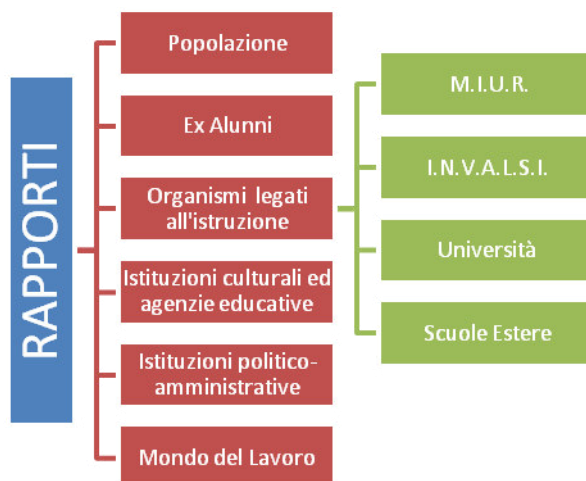 RAPPORTI
Popolazione
Ex Alunni
Organismi legati
all'istruzione
Istituzioni culturali ed
agenzie educative
Istituzioni politico-
amministrative
Mondo del Lavoro
M.I.U.R.
I.N.V.A.L.S.I.
Università
Scuole Estere